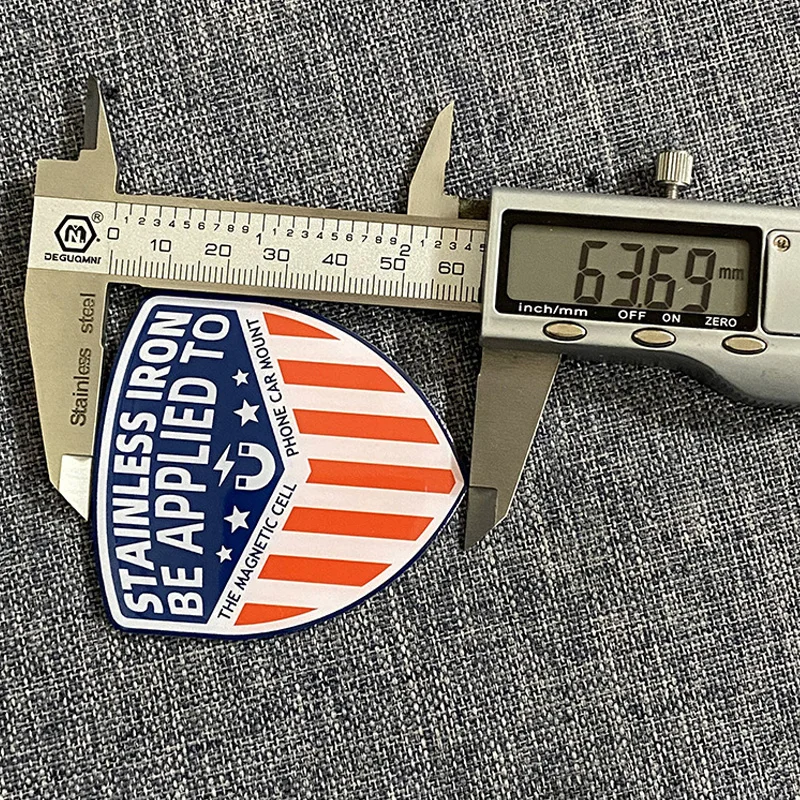 ®
DEGUQMNI
0 10 20 30 40 50 60
1 2 3 4 5 6 7 8 9 1 1 2 3 4 5 6 7 8 9 2 1 2 3 4 5
Stainless steel
63.69 mm
inch/mm OFF ON ZERO
STAINLESS IRON
BE APPLIED TO
THE MAGNETIC CELL
PHONE CAR MOUNT